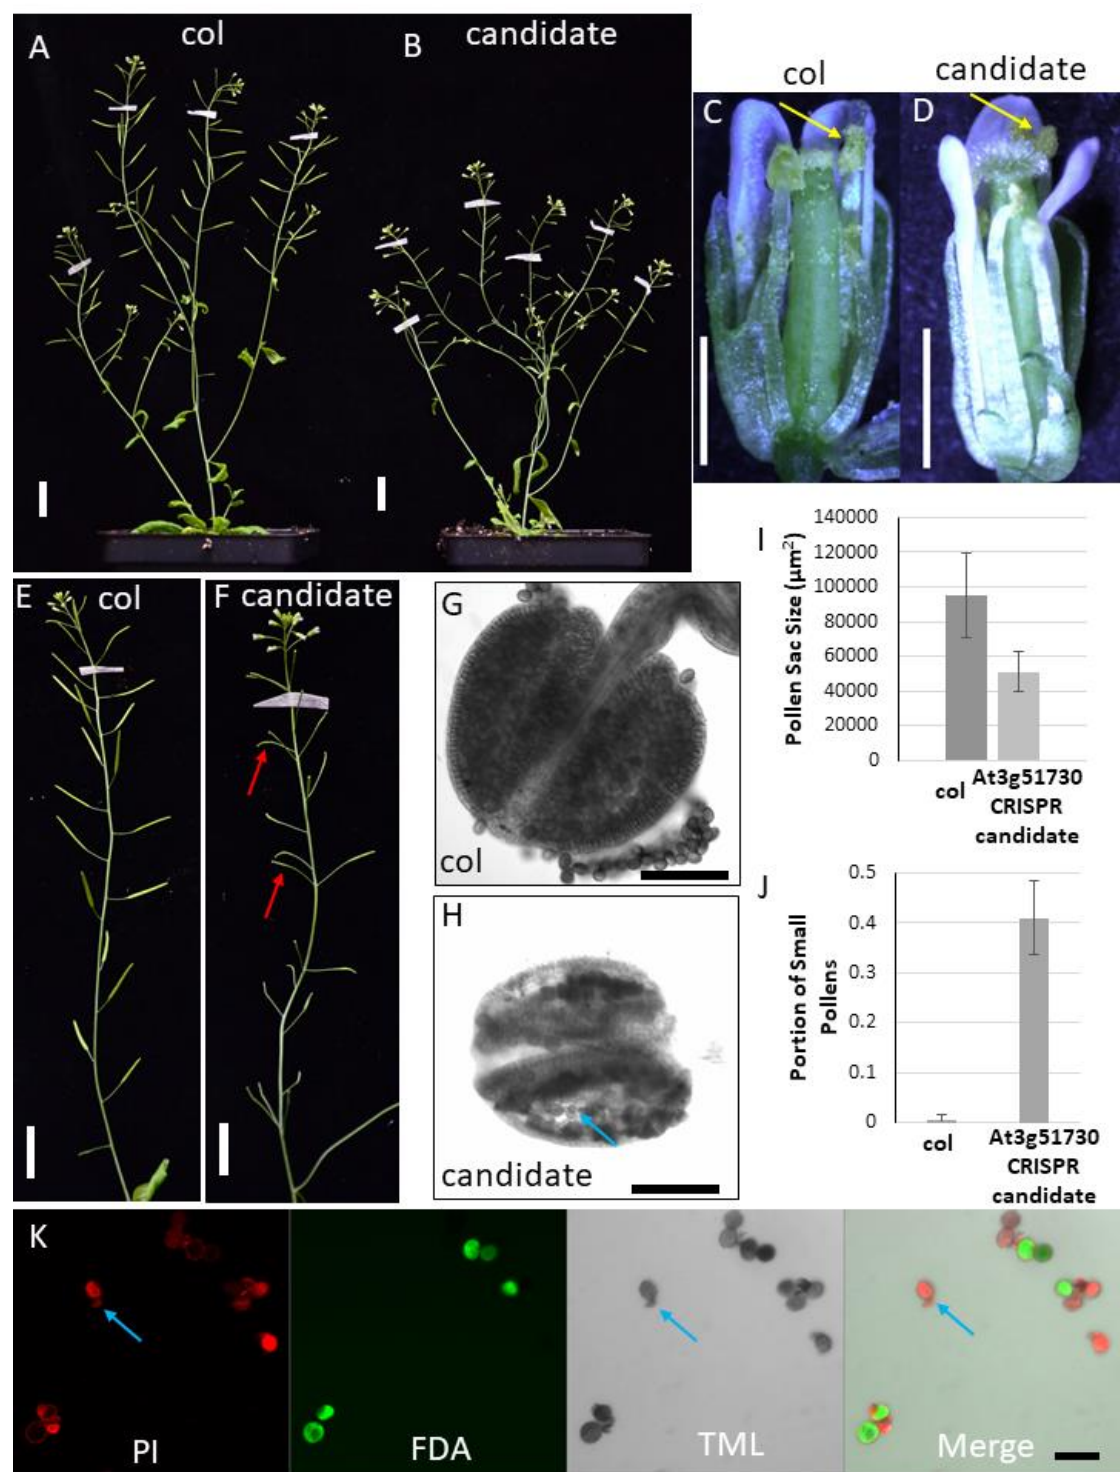 A
col
B
candidate
col
candidate
C
D
E
col
F candidate
G
col
H
candidate
I
Pollen Sac Size (µm²)
140000
120000
100000
80000
60000
40000
20000
0
col
At3g51730
CRISPR
candidate
J
Portion of Small
Pollens
0.5
0.4
0.3
0.2
0.1
0
col
At3g51730
CRISPR
candidate
K
PI
FDA
TML
Merge